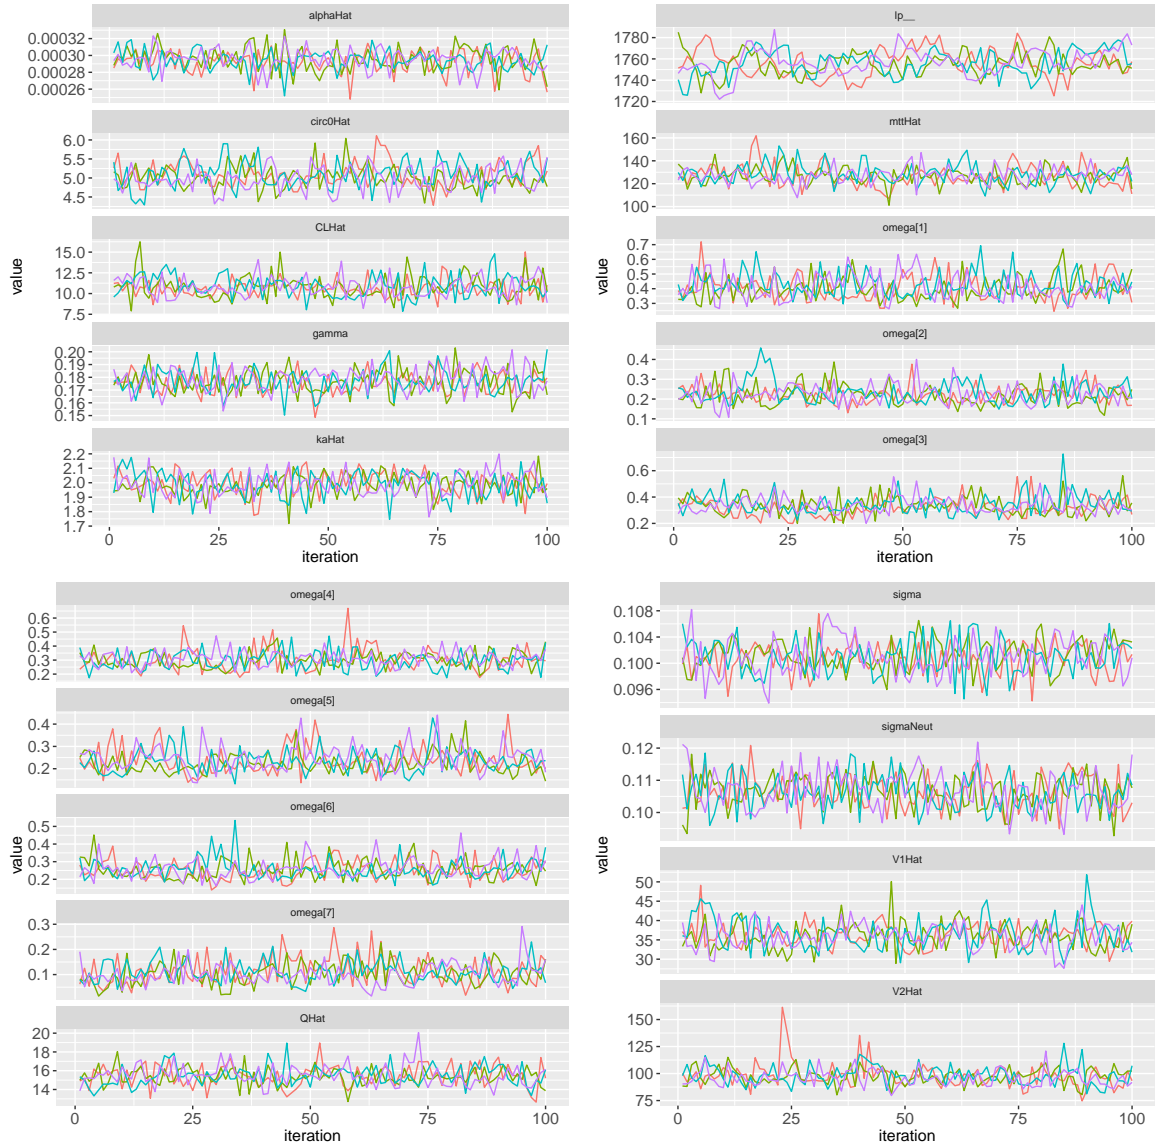 alphaHat
0.00032
0.00030
0.00028
0.00026
circ0Hat
6.0
5.5
5.0
4.5
CLHat
15.0
12.5
10.0
7.5
gamma
0.20
0.19
0.18
0.17
0.16
0.15
kaHat
2.2
2.1
2.0
1.9
1.8
1.7
0 25 50 75 100
iteration
value
lp__
1780
1760
1740
1720
mttHat
160
140
120
100
omega[1]
0.7
0.6
0.5
0.4
0.3
omega[2]
0.4
0.3
0.2
0.1
omega[3]
0.6
0.4
0.2
0 25 50 75 100
iteration
value
omega[4]
0.6
0.5
0.4
0.3
0.2
omega[5]
0.4
0.3
0.2
omega[6]
0.5
0.4
0.3
0.2
omega[7]
0.3
0.2
0.1
QHat
20
18
16
14
0 25 50 75 100
iteration
value
sigma
0.108
0.104
0.100
0.096
sigmaNeut
0.12
0.11
0.10
V1Hat
50
45
40
35
30
V2Hat
150
125
100
75
0 25 50 75 100
iteration
value